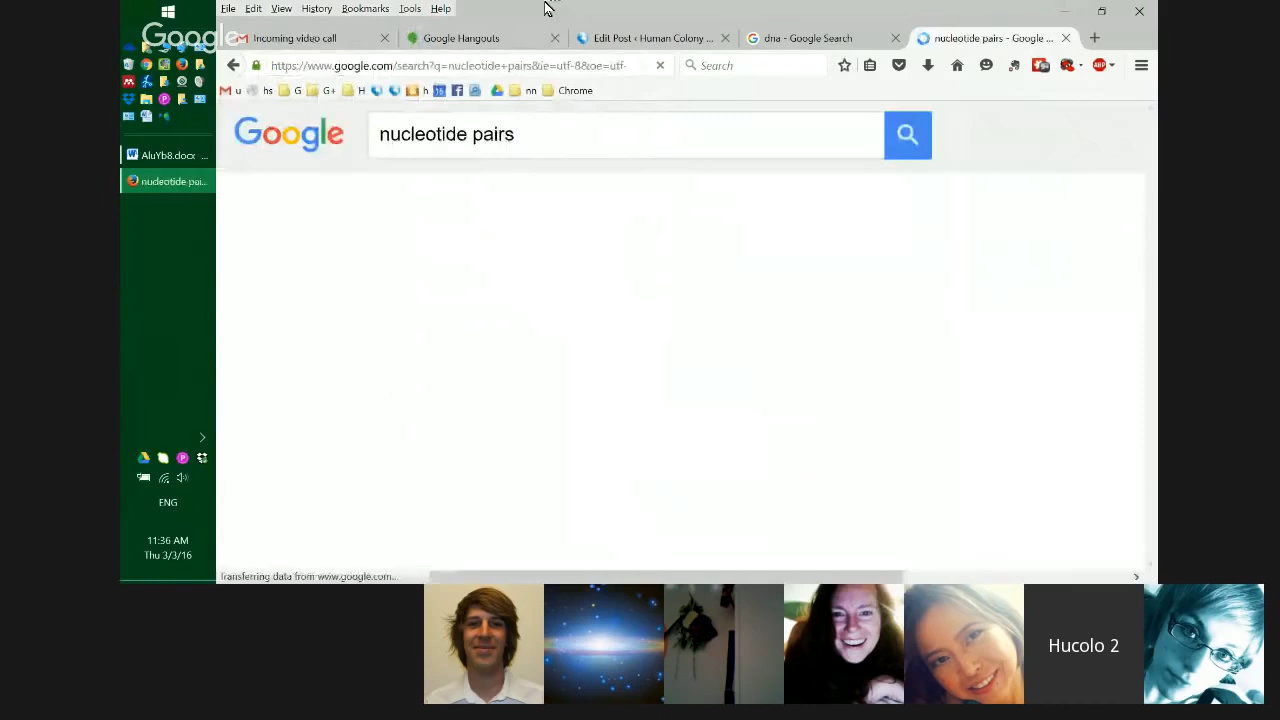 File Edit View History Bookmarks Tools Help
Google
Incoming video call
Google Hangouts
Edit Post ‹ Human Colony ...
dna - Google Search
nucleotide pairs - Google ...
https://www.google.com/search?q=nucleotide+pairs&ie=utf-8&oe=utf-
Search
u hs G G+ H h nn Chrome
Google
nucleotide pairs
AluYb8.docx ...
nucleotide pai...
ENG
11:36 AM
Thu 3/3/16
Transferring data from www.google.com...
Hucolo 2